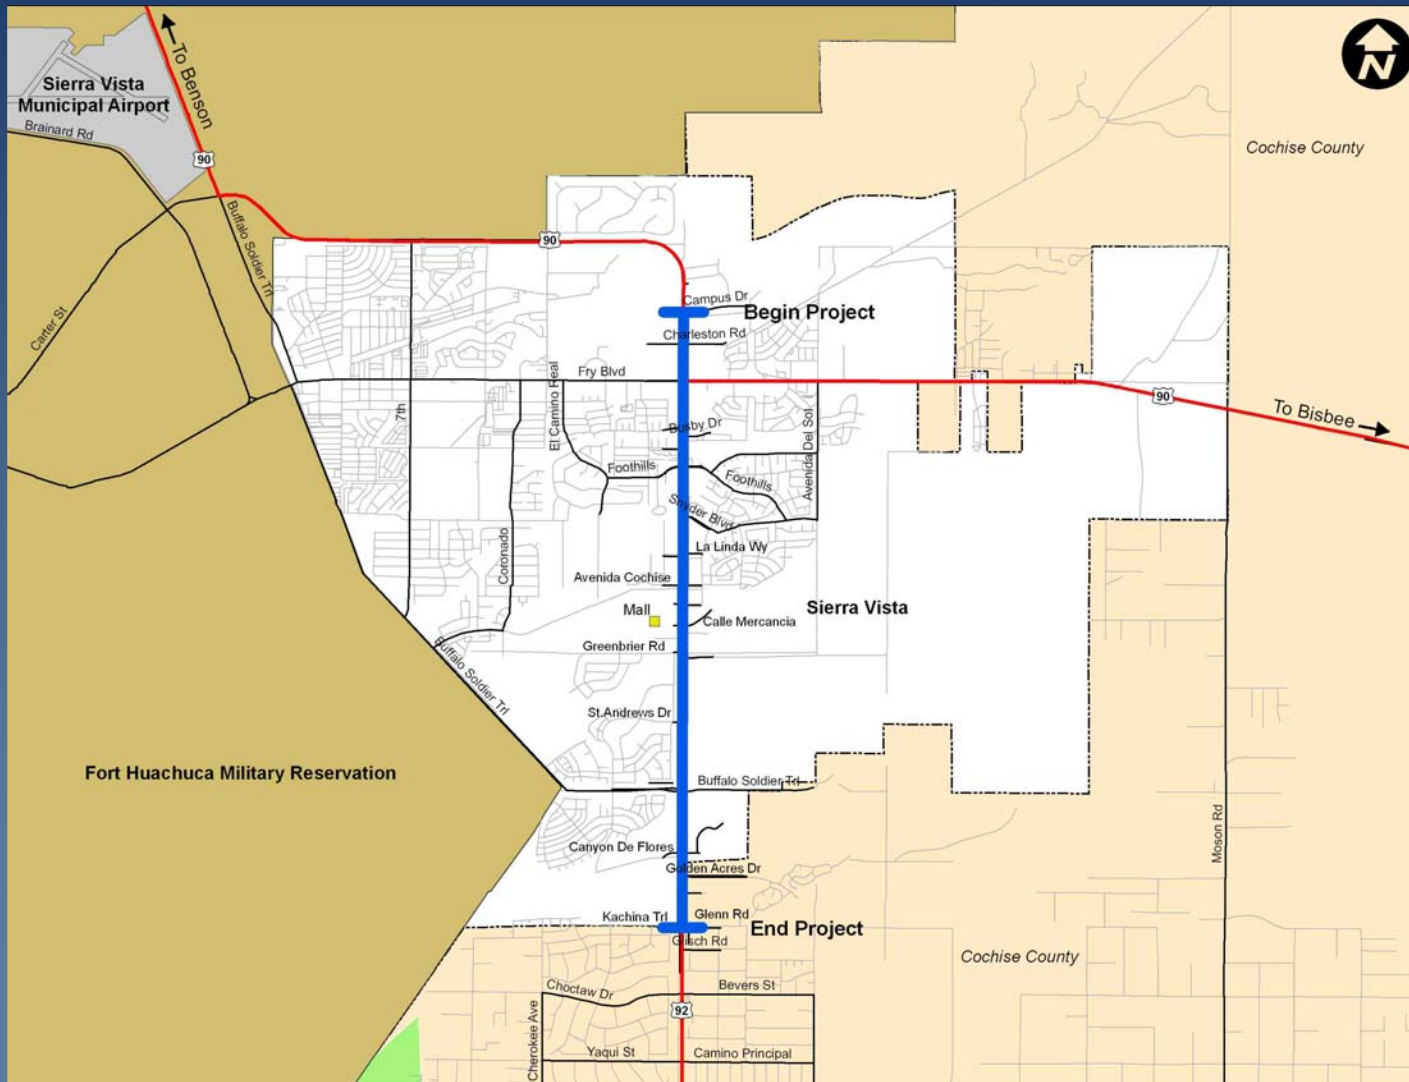 To Benson
N
Sierra Vista
Municipal Airport
Brainard Rd
90
Cochise County
Buffalo Soldier Trl
90
Campus Dr
Begin Project
Carter St
Charleston Rd
Fry Blvd
El Camino Real
90
To Bisbee
7th
Busby Dr
Avenida Del Sol
Foothills
Foothills
Snyder Blvd
Coronado
La Linda Wy
Avenida Cochise
Mall
Sierra Vista
Calle Mercancia
Greenbrier Rd
Buffalo Soldier Trl
St.Andrews Dr
Fort Huachuca Military Reservation
Buffalo Soldier Trl
Moson Rd
Canyon De Flores
Golden Acres Dr
Kachina Trl
Glenn Rd
End Project
Glisch Rd
Cochise County
Choctaw Dr
Bevers St
92
Cherokee Ave
Yaqui St
Camino Principal